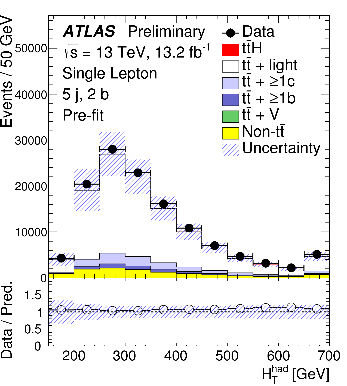 ATLAS Preliminary
√s = 13 TeV, 13.2 fb⁻¹
Single Lepton
5 j, 2 b
Pre-fit
Data
tt̄H
tt̄ + light
tt̄ + ≥1c
tt̄ + ≥1b
tt̄ + V
Non-tt̄
Uncertainty
Events / 50 GeV
50000
40000
30000
20000
10000
0
Data / Pred.
1.5
1
0.5
0
200 300 400 500 600 700
H_T^had [GeV]